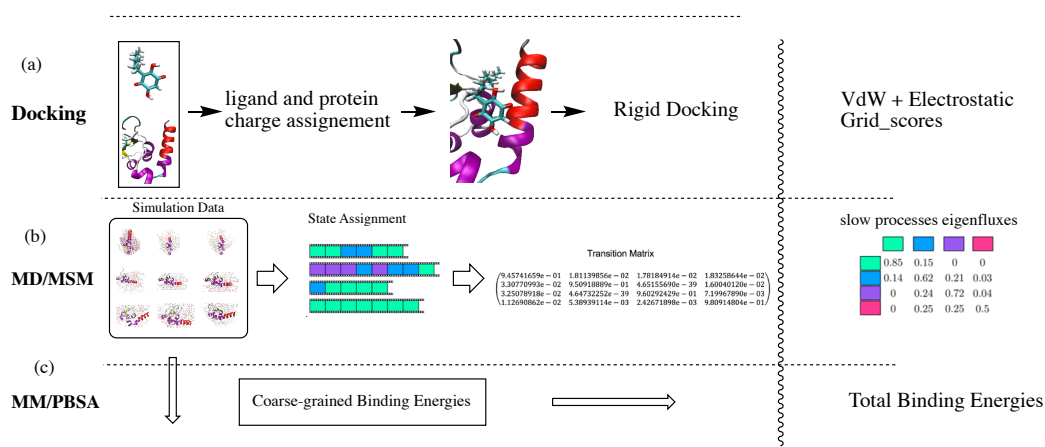 (a)
Docking
ligand and protein
charge assignement
Rigid Docking
VdW + Electrostatic
Grid_scores
(b)
MD/MSM
Simulation Data
State Assignment
Transition Matrix
9.45741659e − 01 1.81139856e − 02 1.78184914e − 02 1.83258644e − 02
3.30770993e − 02 9.50918889e − 01 4.65155690e − 39 1.60040120e − 02
3.25078918e − 02 4.64732252e − 39 9.60292429e − 01 7.19967890e − 03
1.12690862e − 02 5.38939114e − 03 2.42671898e − 03 9.80914804e − 01
slow processes eigenfluxes
0.85 0.15 0 0
0.14 0.62 0.21 0.03
0 0.24 0.72 0.04
0 0.25 0.25 0.5
(c)
MM/PBSA
Coarse-grained Binding Energies
Total Binding Energies